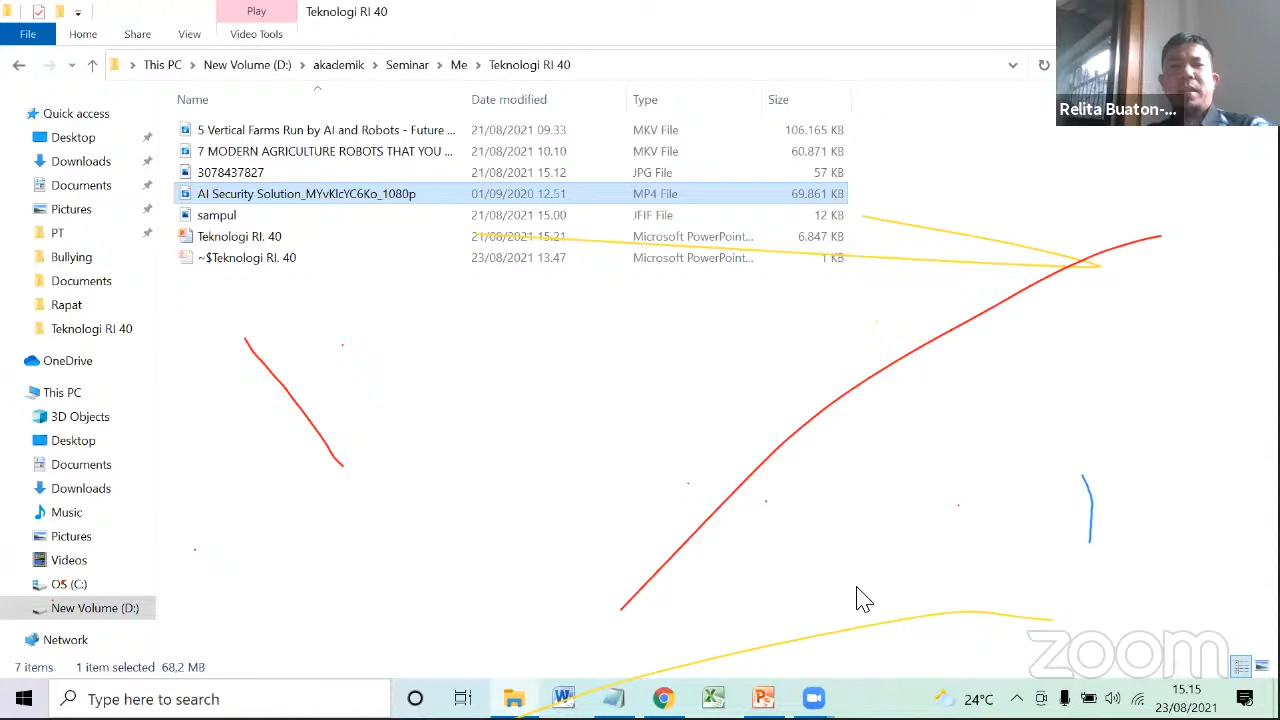 Play
Teknologi RI 40
File
Home
Share
View
Video Tools
This PC
New Volume (D:)
akademik
Seminar
Me
Teknologi RI 40
Relita Buaton-...
Name
Date modified
Type
Size
5 Vertical Farms Run by AI and Robots - Future ... 21/08/2021 09.33 MKV File 106.165 KB
7 MODERN AGRICULTURE ROBOTS THAT YOU ... 21/08/2021 10.10 MKV File 60.871 KB
3078437827 21/08/2021 15.12 JPG File 57 KB
AI Security Solution_MYvKlcYC6Ko_1080p 01/09/2020 12.51 MP4 File 69.861 KB
sampul 21/08/2021 15.00 JFIF File 12 KB
Teknologi RI. 40 21/08/2021 15.21 Microsoft PowerPoint... 6.847 KB
~$Teknologi RI. 40 23/08/2021 13.47 Microsoft PowerPoint... 1 KB
Quick access
Desktop
Downloads
Documents
Pictures
PT
Bullying
Documents
Rapat
Teknologi RI 40
OneDrive
This PC
3D Objects
Desktop
Documents
Downloads
Music
Pictures
Videos
OS (C:)
New Volume (D:)
Network
7 items
1 item selected 68,2 MB
zoom
Type here to search
24°C
15.15
23/08/2021